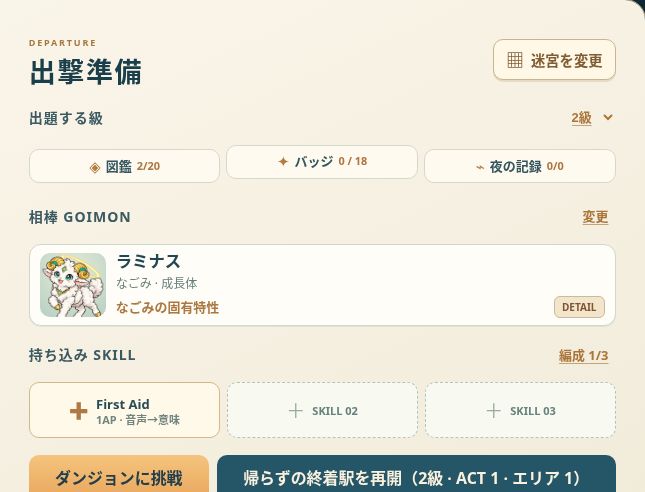 DEPARTURE
出撃準備
迷宮を変更
出題する級
2級
図鑑 2/20
バッジ 0 / 18
夜の記録 0/0
相棒 GOIMON
変更
ラミナス
なごみ · 成長体
なごみの固有特性
DETAIL
持ち込み SKILL
編成 1/3
First Aid
1AP · 音声→意味
SKILL 02
SKILL 03
ダンジョンに挑戦
帰らずの終着駅を再開（2級 · ACT 1 · エリア 1）